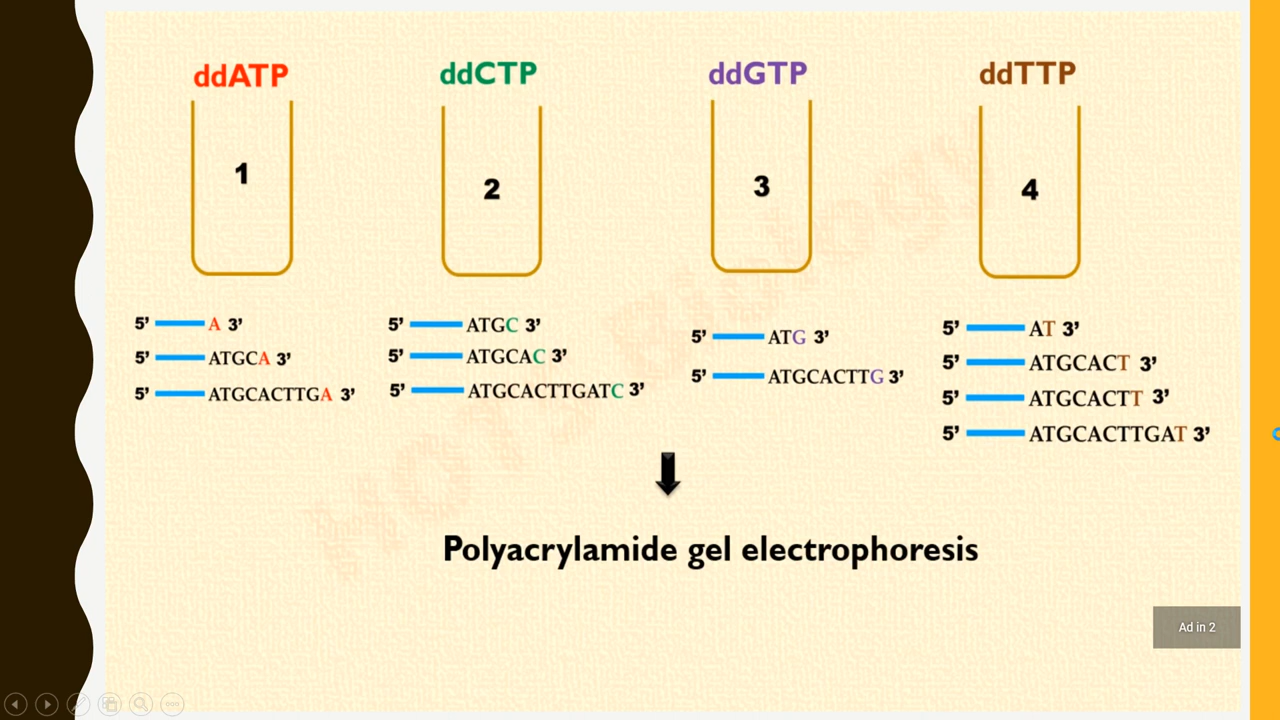 ddATP
ddCTP
ddGTP
ddTTP
1
2
3
4
5’ A 3’
5’ ATGCA 3’
5’ ATGCACTTGA 3’
5’ ATGC 3’
5’ ATGCAC 3’
5’ ATGCACTTGATC 3’
5’ ATG 3’
5’ ATGCACTTG 3’
5’ AT 3’
5’ ATGCACT 3’
5’ ATGCACTT 3’
5’ ATGCACTTGAT 3’
Polyacrylamide gel electrophoresis
Ad in 2